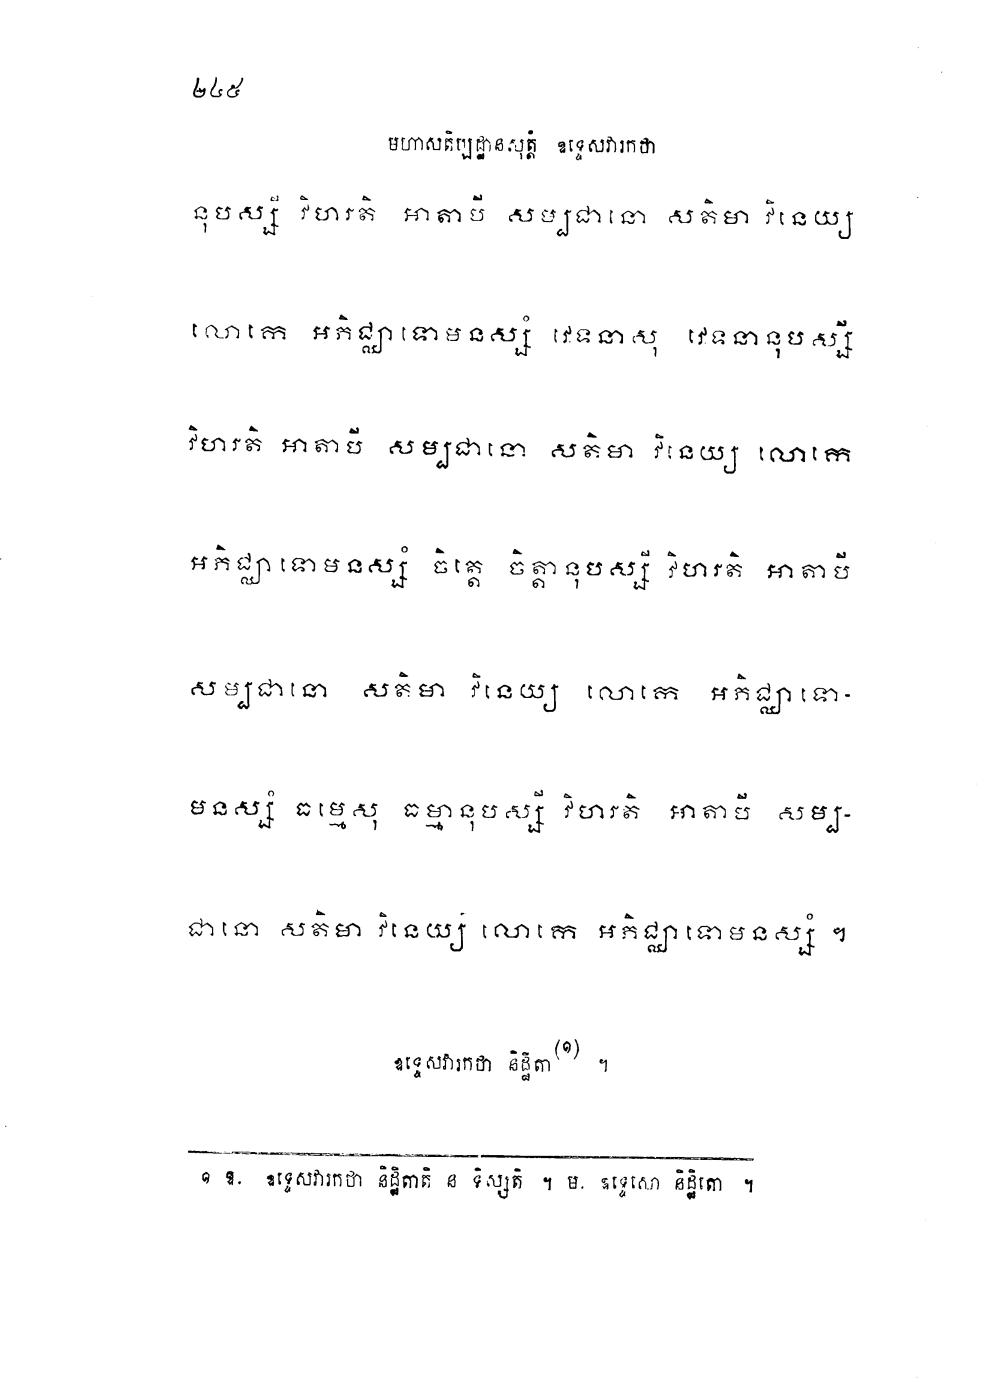 ២៤៥
មហាសតិប្បដ្ឋានសុត្តំ ឧទ្ទេសវារកថា
នុបស្សី វិហរតិ អាតាបី សម្បជានោ សតិមា វិនេយ្យ
លោកេ អភិជ្ឈាទោមនស្សំ វេទនាសុ វេទនានុបស្សី
វិហរតិ អាតាបី សម្បជានោ សតិមា វិនេយ្យ លោកេ
អភិជ្ឈាទោមនស្សំ ចិត្តេ ចិត្តានុបស្សី វិហរតិ អាតាបី
សម្បជានោ សតិមា វិនេយ្យ លោកេ អភិជ្ឈាទោ-
មនស្សំ ធម្មេសុ ធម្មានុបស្សី វិហរតិ អាតាបី សម្ប-
ជានោ សតិមា វិនេយ្យ លោកេ អភិជ្ឈាទោមនស្សំ ។
ឧទ្ទេសវារកថា និដ្ឋិតា (១) ។
១ ឱ. ឧទ្ទេសវារកថា និដ្ឋិតាតិ ន ទិស្សតិ ។ ម. ឧទ្ទេសោ និដ្ឋិតោ ។